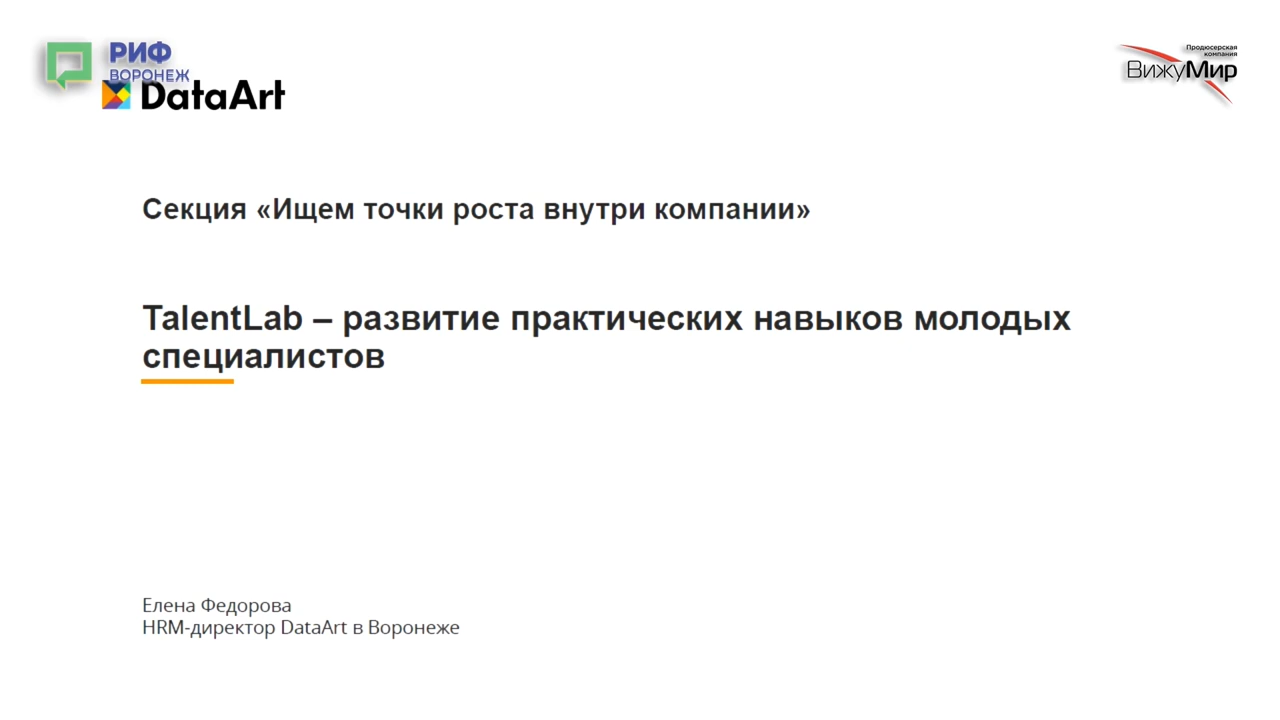 РИФ
ВОРОНЕЖ
DataArt
Продюсерская
компания
ВижуМир
Секция «Ищем точки роста внутри компании»
TalentLab – развитие практических навыков молодых
специалистов
Елена Федорова
HRM-директор DataArt в Воронеже